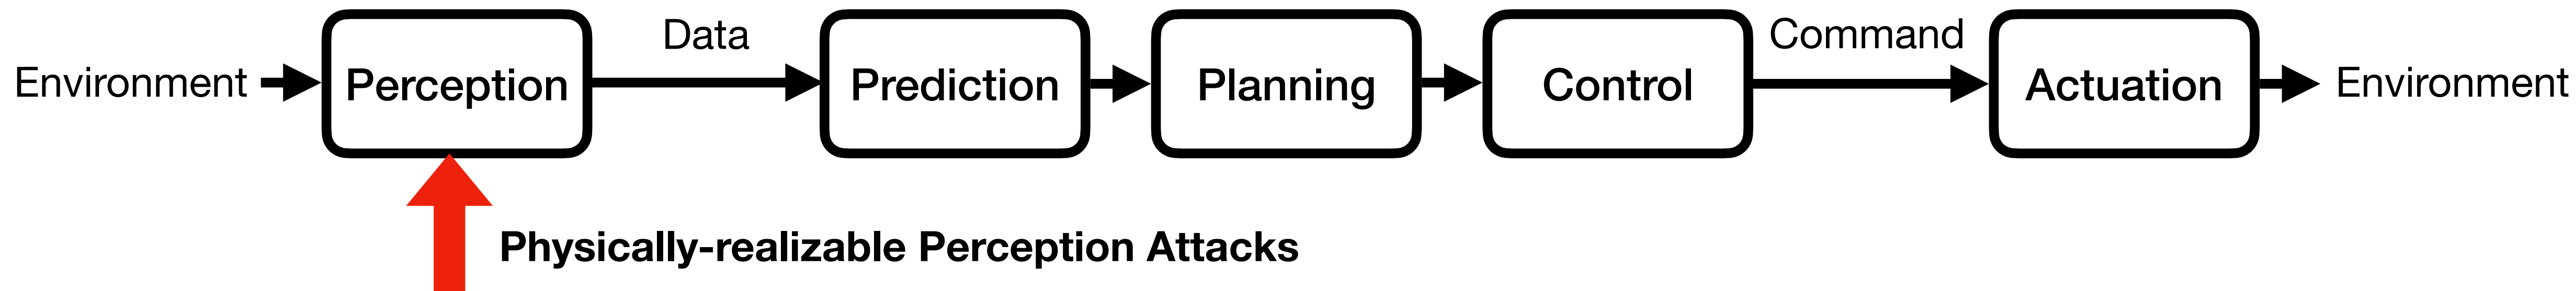 Environment
Perception
Data
Prediction
Planning
Control
Command
Actuation
Environment
Physically-realizable Perception Attacks